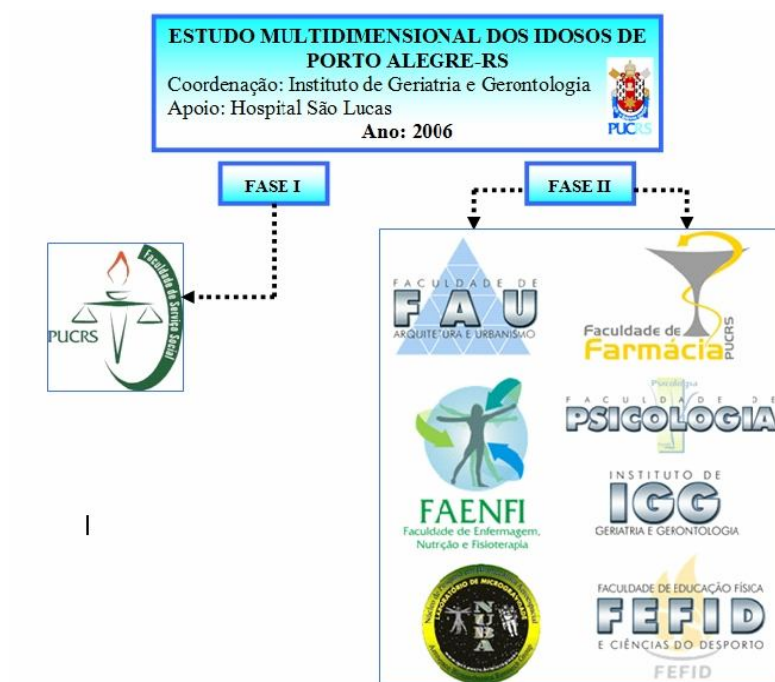 ESTUDO MULTIDIMENSIONAL DOS IDOSOS DE
PORTO ALEGRE-RS
Coordenação: Instituto de Geriatria e Gerontologia
Apoio: Hospital São Lucas
Ano: 2006
PUCRS
FASE I
FASE II
Faculdade de Serviço Social
PUCRS
FACULDADE DE
FAU
ARQUITETURA E URBANISMO
Faculdade de
Farmácia
PUCRS
FAENFI
Faculdade de Enfermagem,
Nutrição e Fisioterapia
Psicologia
FACULDADE DE
PSICOLOGIA
INSTITUTO DE
IGG
GERIATRIA E GERONTOLOGIA
LABORATÓRIO DE MICROGRAVIDADE
NUBA
FACULDADE DE EDUCAÇÃO FÍSICA
FEFID
E CIÊNCIAS DO DESPORTO
FEFID